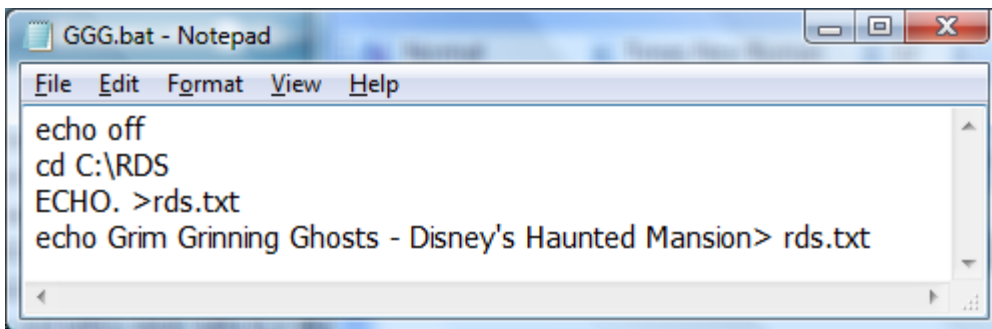 GGG.bat - Notepad
File Edit Format View Help
echo off
cd C:\RDS
ECHO. >rds.txt
echo Grim Grinning Ghosts - Disney's Haunted Mansion> rds.txt